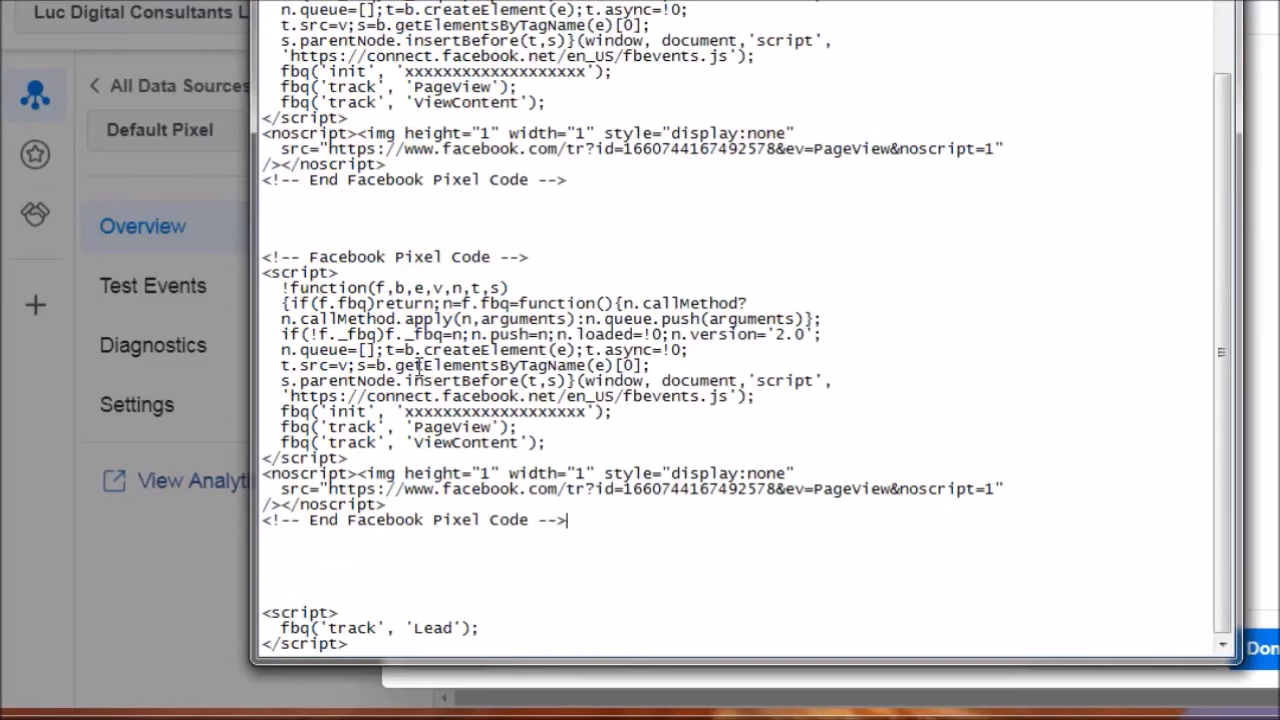 Luc Digital Consultants L
All Data Sources
Default Pixel
Overview
Test Events
Diagnostics
Settings
View Analyti
n.queue=[];t=b.createElement(e);t.async=!0;
t.src=v;s=b.getElementsByTagName(e)[0];
s.parentNode.insertBefore(t,s)}(window, document,'script',
'https://connect.facebook.net/en_US/fbevents.js');
fbq('init', 'xxxxxxxxxxxxxxxxxxx');
fbq('track', 'PageView');
fbq('track', 'ViewContent');
</script>
<noscript><img height="1" width="1" style="display:none"
src="https://www.facebook.com/tr?id=1660744167492578&ev=PageView&noscript=1"
/></noscript>
<!-- End Facebook Pixel Code -->
<!-- Facebook Pixel Code -->
<script>
!function(f,b,e,v,n,t,s)
{if(f.fbq)return;n=f.fbq=function(){n.callMethod?
n.callMethod.apply(n,arguments):n.queue.push(arguments)};
if(!f._fbq)f._fbq=n;n.push=n;n.loaded=!0;n.version='2.0';
n.queue=[];t=b.createElement(e);t.async=!0;
t.src=v;s=b.getElementsByTagName(e)[0];
s.parentNode.insertBefore(t,s)}(window, document,'script',
'https://connect.facebook.net/en_US/fbevents.js');
fbq('init', 'xxxxxxxxxxxxxxxxxxx');
fbq('track', 'PageView');
fbq('track', 'ViewContent');
</script>
<noscript><img height="1" width="1" style="display:none"
src="https://www.facebook.com/tr?id=1660744167492578&ev=PageView&noscript=1"
/></noscript>
<!-- End Facebook Pixel Code -->
<script>
fbq('track', 'Lead');
</script>
Don